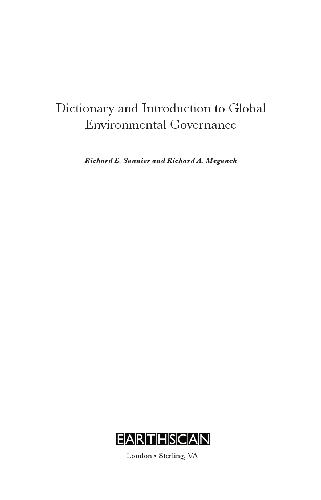 Dictionary and Introduction to Global
Environmental Governance
Richard E. Saunier and Richard A. Meganck
EARTHSCAN
London • Sterling, VA